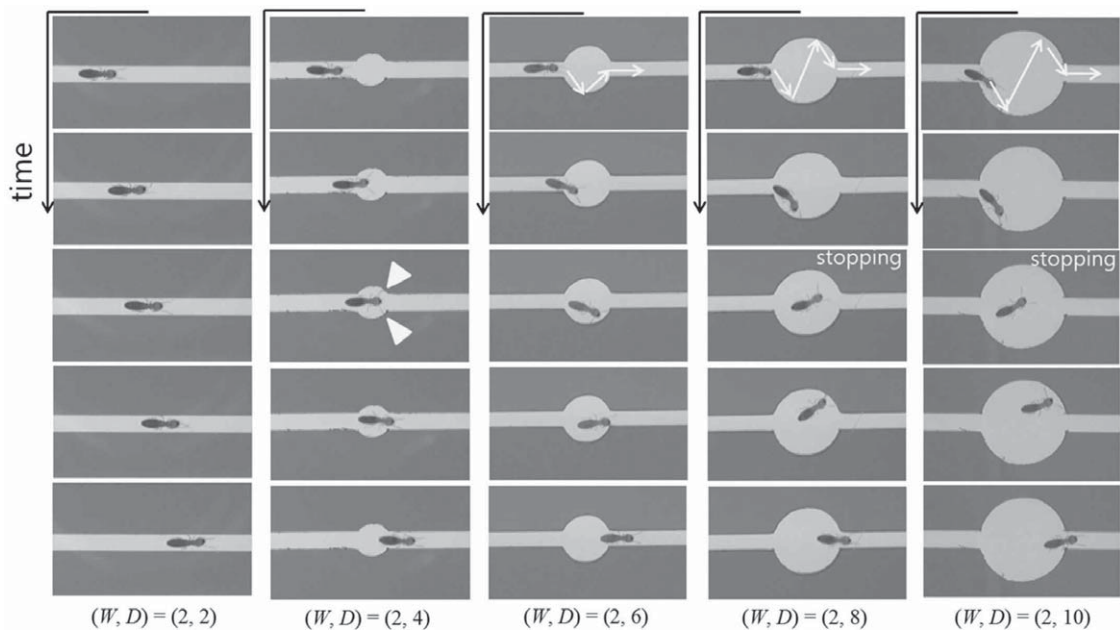 time
stopping
stopping
(W, D) = (2, 2)
(W, D) = (2, 4)
(W, D) = (2, 6)
(W, D) = (2, 8)
(W, D) = (2, 10)